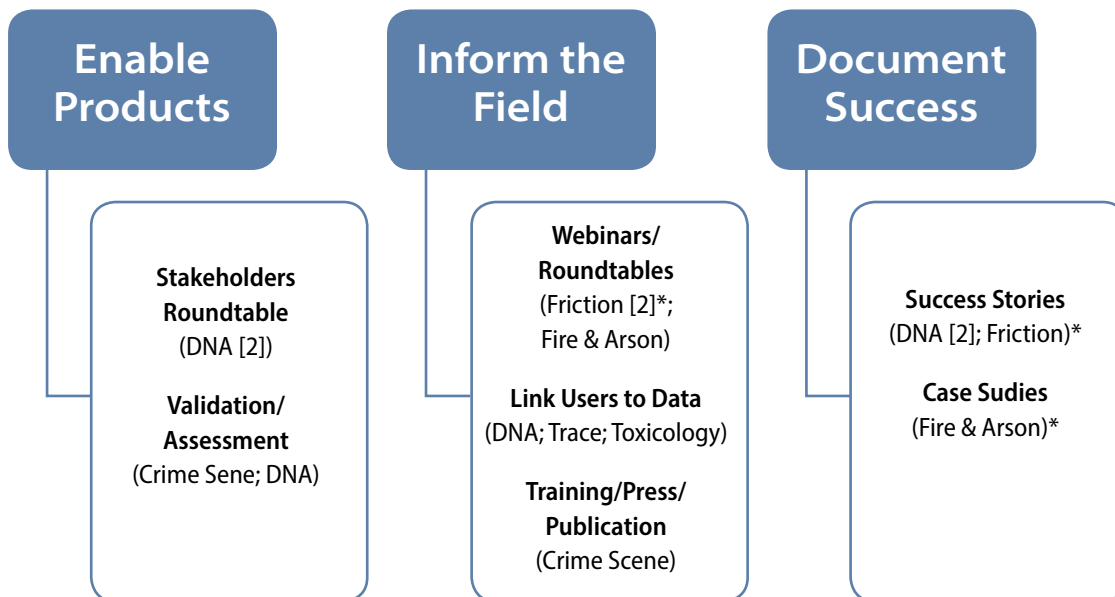 Enable
Products
Stakeholders
Roundtable
(DNA [2])
Validation/
Assessment
(Crime Sene; DNA)
Inform the
Field
Webinars/
Roundtables
(Friction [2]*;
Fire & Arson)
Link Users to Data
(DNA; Trace; Toxicology)
Training/Press/
Publication
(Crime Scene)
Document
Success
Success Stories
(DNA [2]; Friction)*
Case Sudies
(Fire & Arson)*